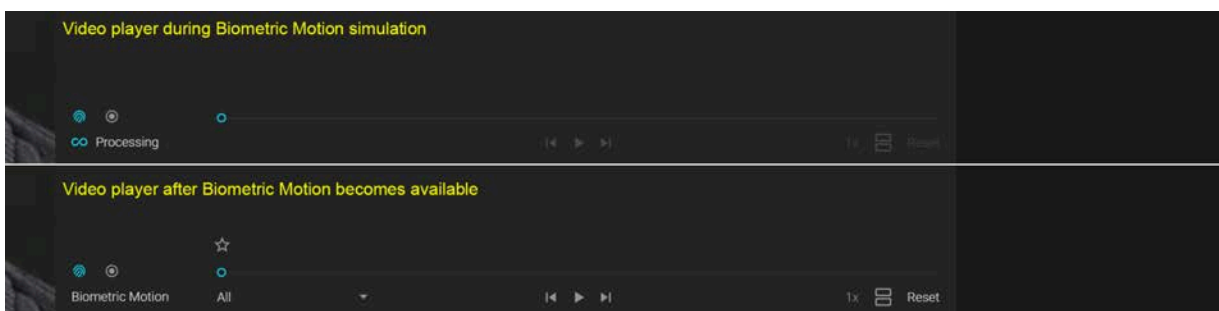 Video player during Biometric Motion simulation
Processing
1x Reset
Video player after Biometric Motion becomes available
Biometric Motion All 1x Reset